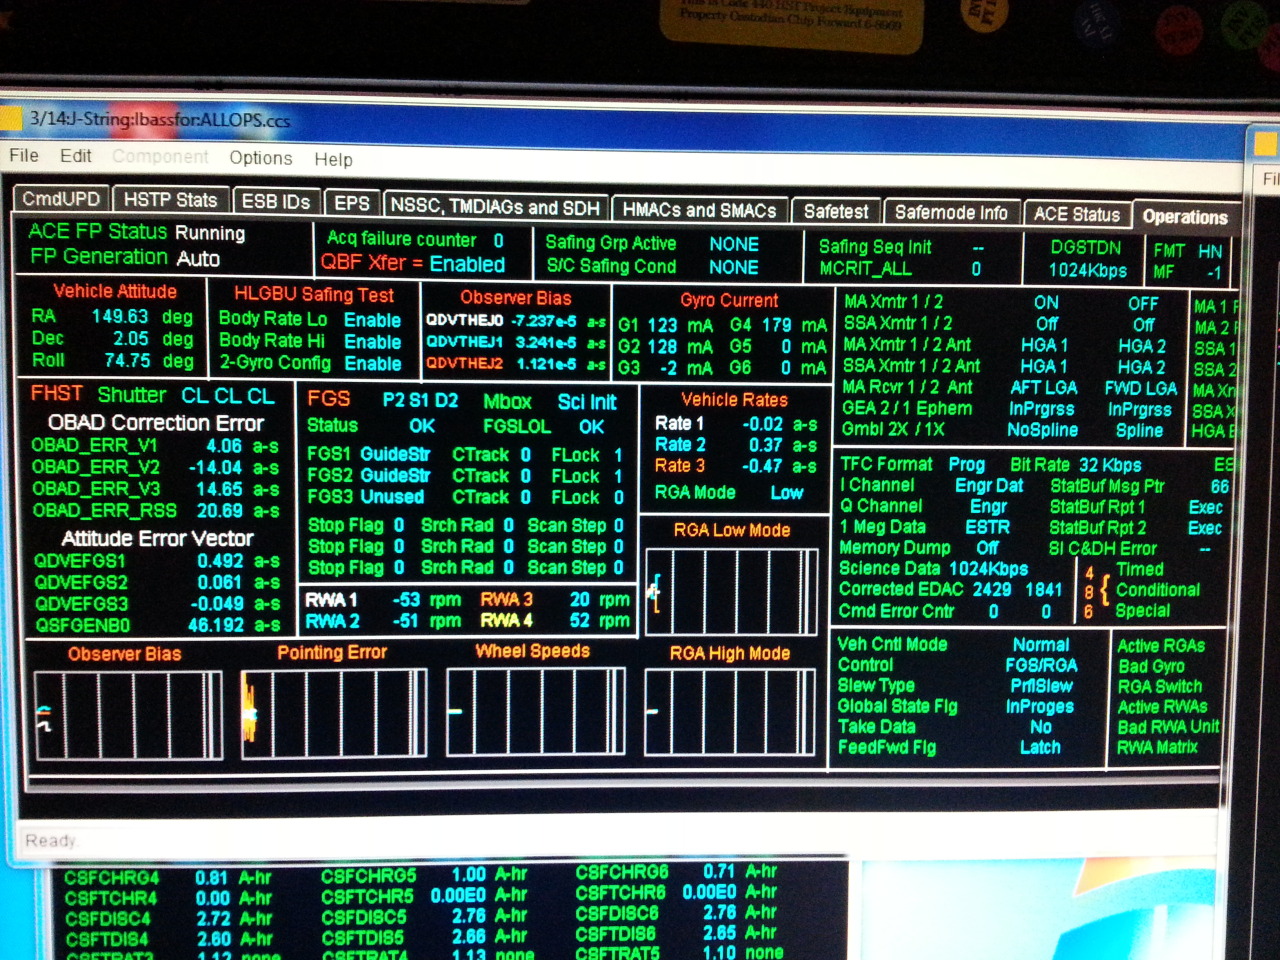 This is Code 440 HST Project Equipment
Property Custodian Chip Forward 6-8969
3/14:J-String:lbassfor:ALLOPS.ccs
File Edit Component Options Help
CmdUPD HSTP Stats ESB IDs EPS NSSC, TMDIAGs and SDH HMACs and SMACs Safetest Safemode Info ACE Status Operations
ACE FP Status Running
FP Generation Auto
Acq failure counter 0
QBF Xfer = Enabled
Safing Grp Active NONE
S/C Safing Cond NONE
Safing Seq Init --
MCRIT_ALL 0
DGSTDN
1024Kbps
FMT HN
MF -1
Vehicle Attitude
RA 149.63 deg
Dec 2.05 deg
Roll 74.75 deg
HLGBU Safing Test
Body Rate Lo Enable
Body Rate Hi Enable
2-Gyro Config Enable
Observer Bias
QDVTHEJ0 -7.237e-5 a-s
QDVTHEJ1 3.241e-5 a-s
QDVTHEJ2 1.121e-5 a-s
Gyro Current
G1 123 mA G4 179 mA
G2 128 mA G5 0 mA
G3 -2 mA G6 0 mA
MA Xmtr 1 / 2 ON OFF
SSA Xmtr 1 / 2 Off Off
MA Xmtr 1 / 2 Ant HGA 1 HGA 2
SSA Xmtr 1 / 2 Ant HGA 1 HGA 2
MA Rcvr 1 / 2 Ant AFT LGA FWD LGA
GEA 2 / 1 Ephem InPrgrss InPrgrss
Gmbl 2X / 1X NoSpline Spline
MA 1
MA 2
SSA 1
SSA 2
MA Xn
SSA X
HGA
FHST Shutter CL CL CL
OBAD Correction Error
OBAD_ERR_V1 4.06 a-s
OBAD_ERR_V2 -14.04 a-s
OBAD_ERR_V3 14.65 a-s
OBAD_ERR_RSS 20.69 a-s
Attitude Error Vector
QDVEFGS1 0.492 a-s
QDVEFGS2 0.061 a-s
QDVEFGS3 -0.049 a-s
QSFGENB0 46.192 a-s
FGS P2 S1 D2 Mbox Sci Init
Status OK FGSLOL OK
FGS1 GuideStr CTrack 0 FLock 1
FGS2 GuideStr CTrack 0 FLock 1
FGS3 Unused CTrack 0 FLock 0
Stop Flag 0 Srch Rad 0 Scan Step 0
Stop Flag 0 Srch Rad 0 Scan Step 0
Stop Flag 0 Srch Rad 0 Scan Step 0
RWA 1 -53 rpm RWA 3 20 rpm
RWA 2 -51 rpm RWA 4 52 rpm
Vehicle Rates
Rate 1 -0.02 a-s
Rate 2 0.37 a-s
Rate 3 -0.47 a-s
RGA Mode Low
RGA Low Mode
TFC Format Prog Bit Rate 32 Kbps ES
I Channel Engr Dat StatBuf Msg Ptr 66
Q Channel Engr StatBuf Rpt 1 Exec
1 Meg Data ESTR StatBuf Rpt 2 Exec
Memory Dump Off SI C&DH Error --
Science Data 1024Kbps 4 Timed
Corrected EDAC 2429 1841 8 { Conditional
Cmd Error Cntr 0 0 6 Special
Observer Bias
Pointing Error
Wheel Speeds
RGA High Mode
Veh Cntl Mode Normal
Control FGS/RGA
Slew Type PrflSlew
Global State Flg InProges
Take Data No
FeedFwd Flg Latch
Active RGAs
Bad Gyro
RGA Switch
Active RWAs
Bad RWA Unit
RWA Matrix
Ready
CSFCHRG4 0.81 A-hr CSFCHRG5 1.00 A-hr CSFCHRG6 0.71 A-hr
CSFTCHR4 0.00 A-hr CSFTCHR5 0.00E0 A-hr CSFTCHR6 0.00E0 A-hr
CSFDISC4 2.72 A-hr CSFDISC5 2.76 A-hr CSFDISC6 2.76 A-hr
CSFTDIS4 2.60 A-hr CSFTDIS5 2.66 A-hr CSFTDIS6 2.65 A-hr
CSFTRAT3 1.12 none CSFTRAT4 1.13 none CSFTRAT5 1.10 none